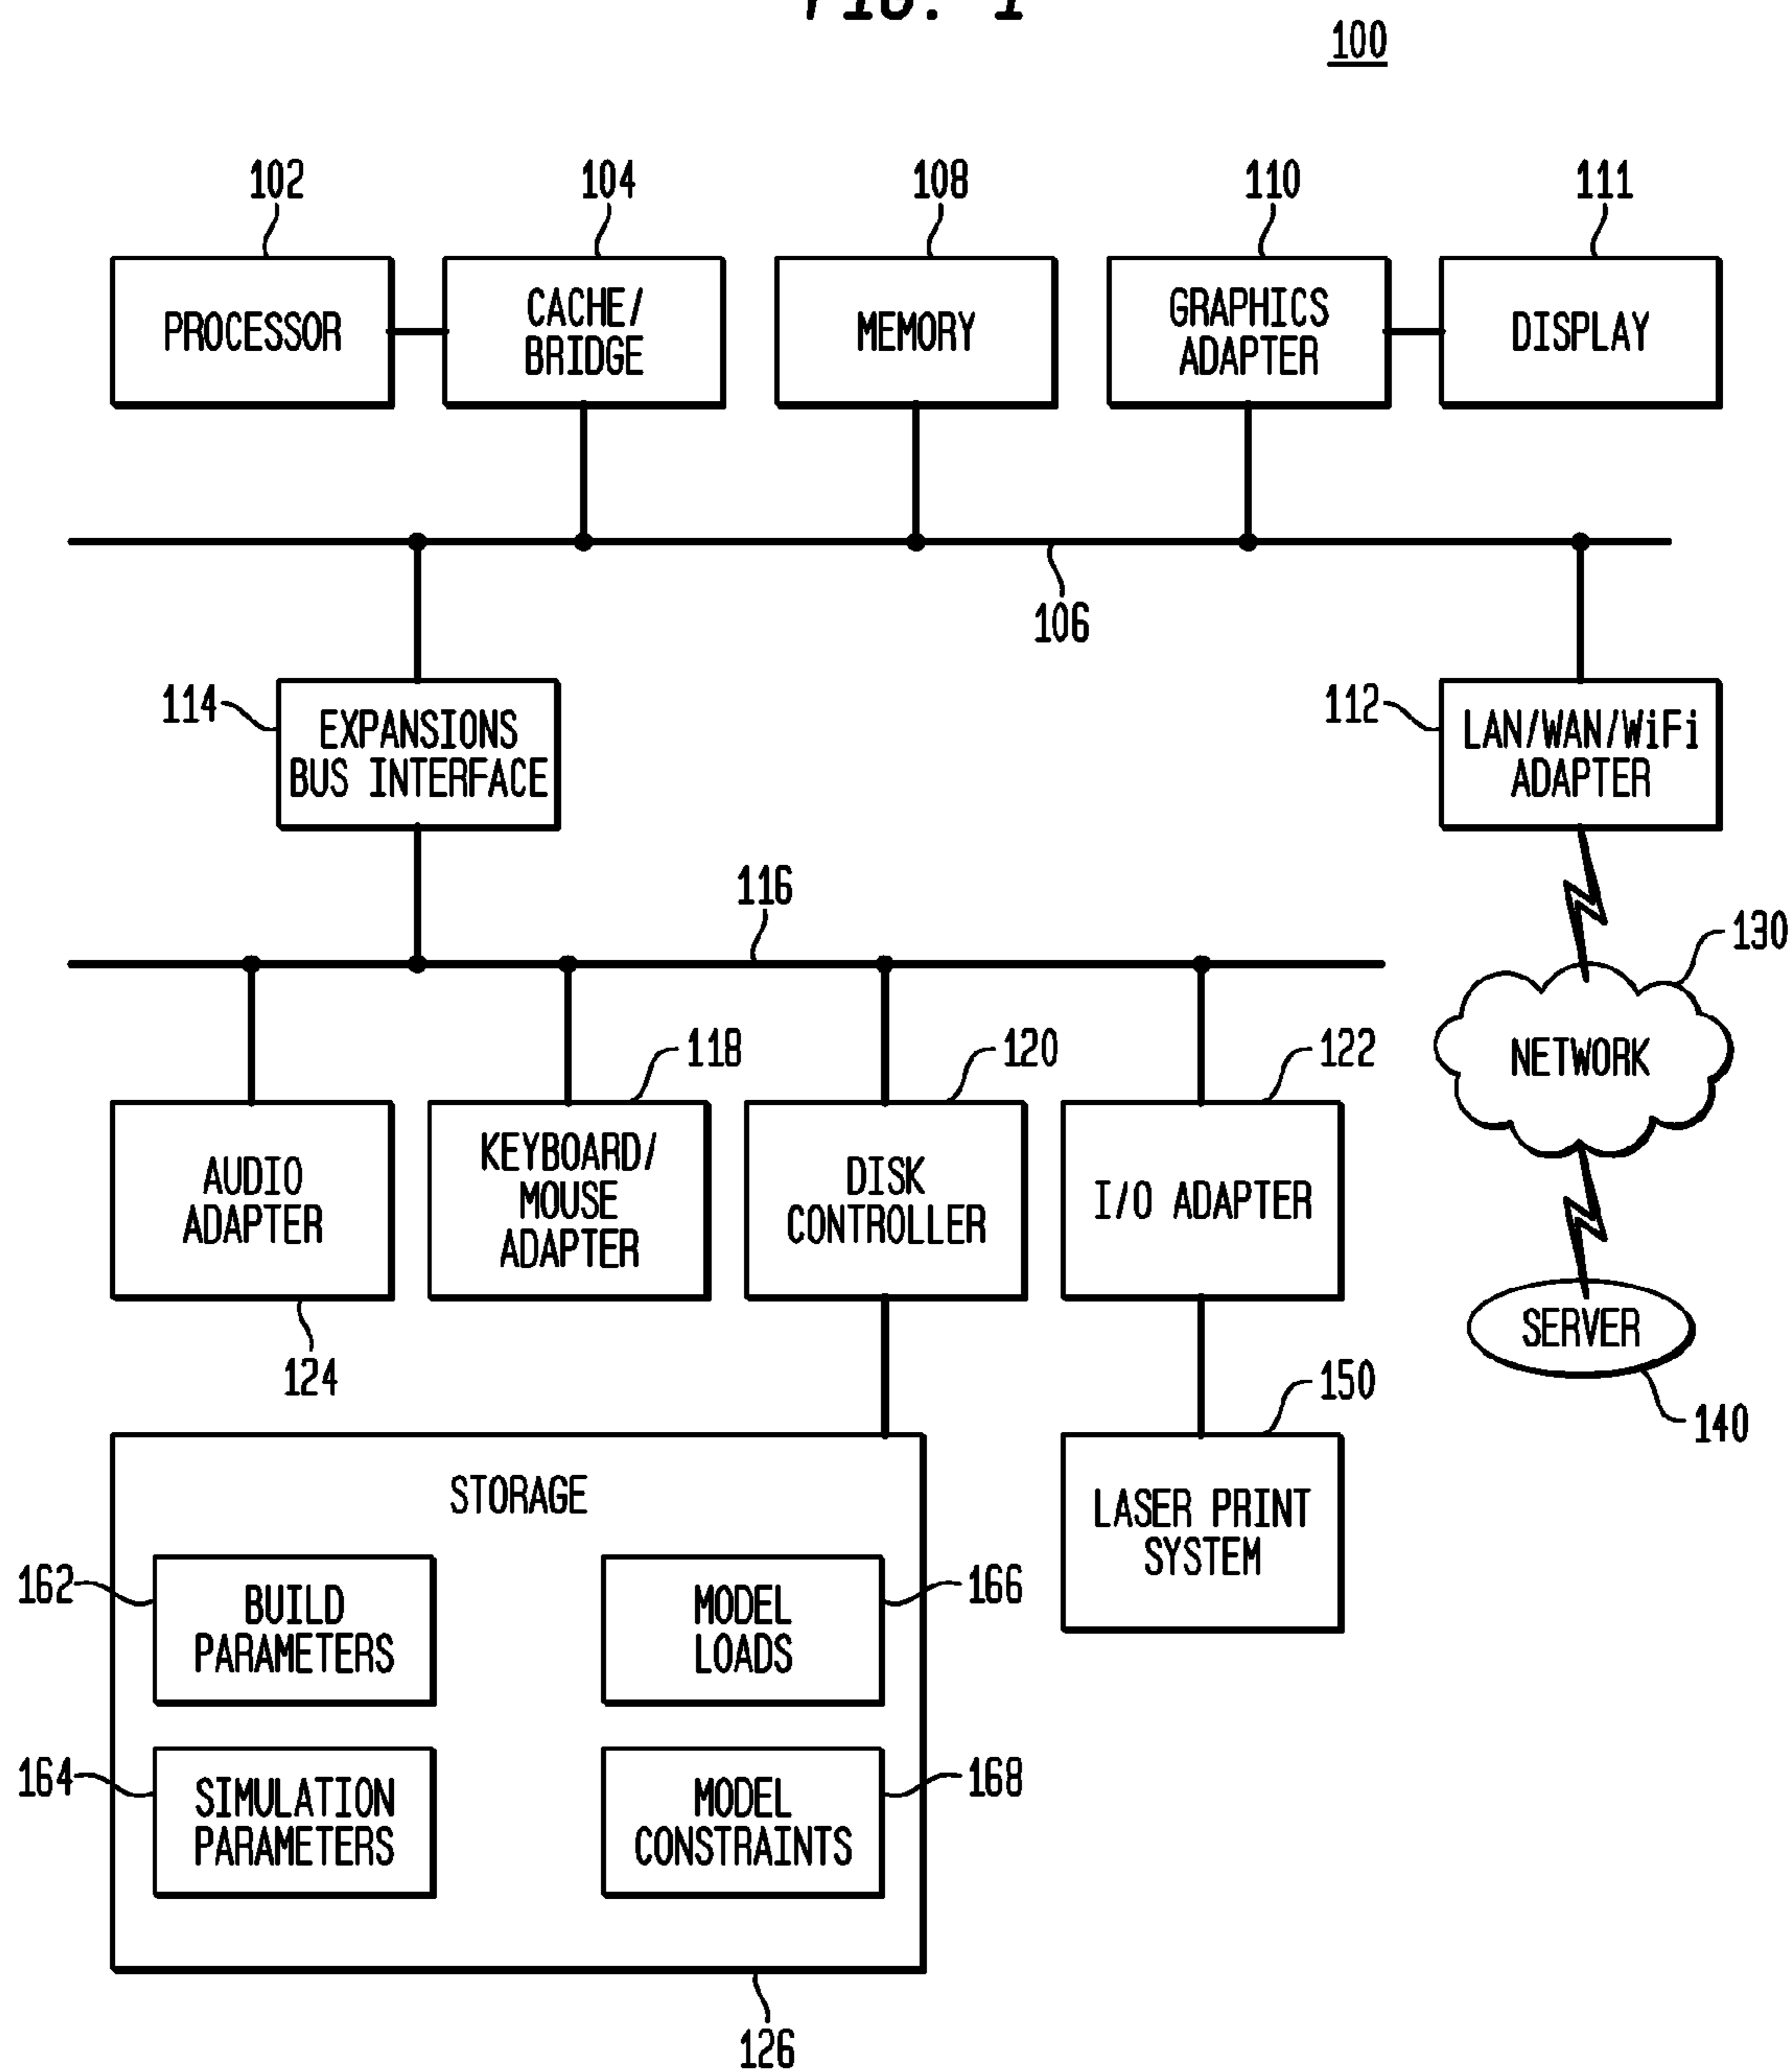 FIG. 1
100
102
104
108
110
111
PROCESSOR
CACHE/
BRIDGE
MEMORY
GRAPHICS
ADAPTER
DISPLAY
106
114
EXPANSIONS
BUS INTERFACE
112
LAN/WAN/WiFi
ADAPTER
116
130
NETWORK
118
120
122
AUDIO
ADAPTER
KEYBOARD/
MOUSE
ADAPTER
DISK
CONTROLLER
I/O ADAPTER
SERVER
124
150
140
STORAGE
LASER PRINT
SYSTEM
162
BUILD
PARAMETERS
MODEL
LOADS
166
164
SIMULATION
PARAMETERS
MODEL
CONSTRAINTS
168
126